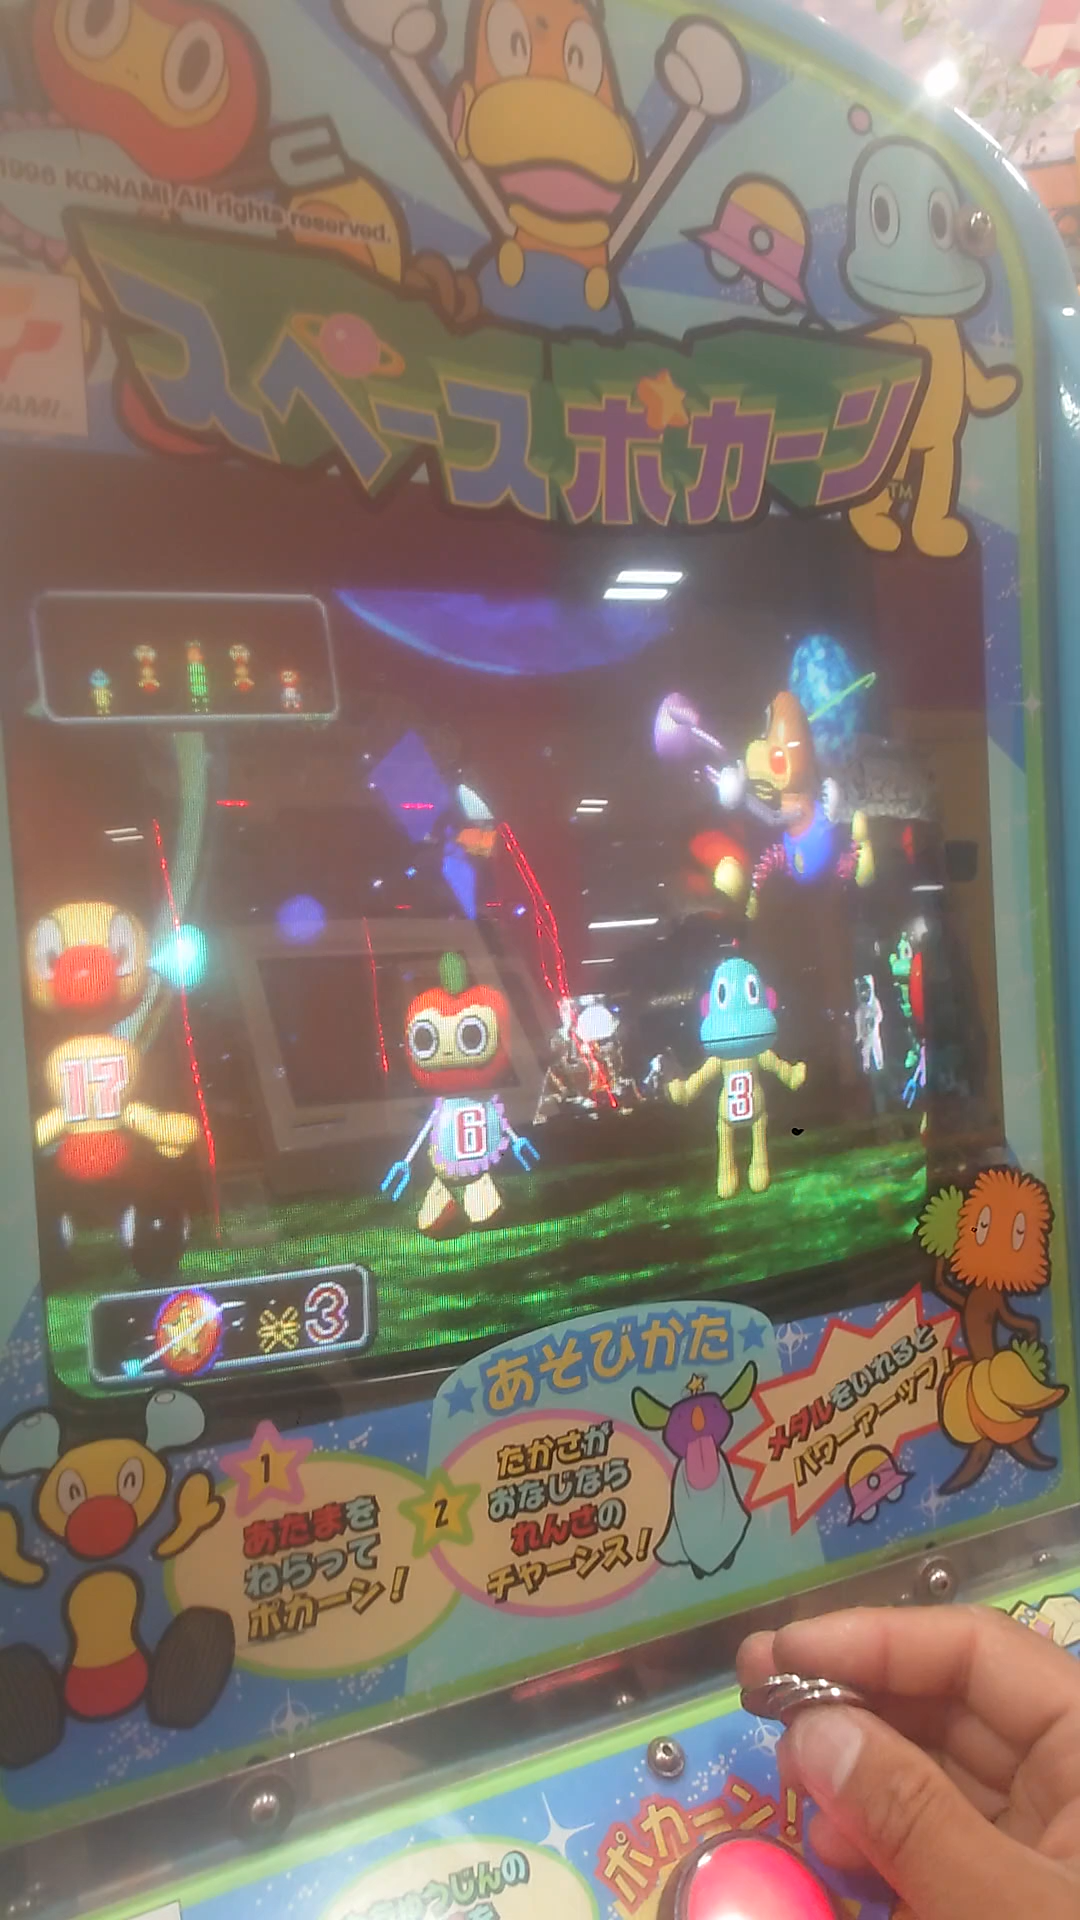 1998 KONAMI All rights reserved.
スペースポカーン
TM
17
6
3
×3
あそびかた
1
あたまを
ねらって
ポカーン!
2
たかさが
おなじなら
れんさの
チャーンス!
メダルをいれると
パワーアーップ!
ポカーン!